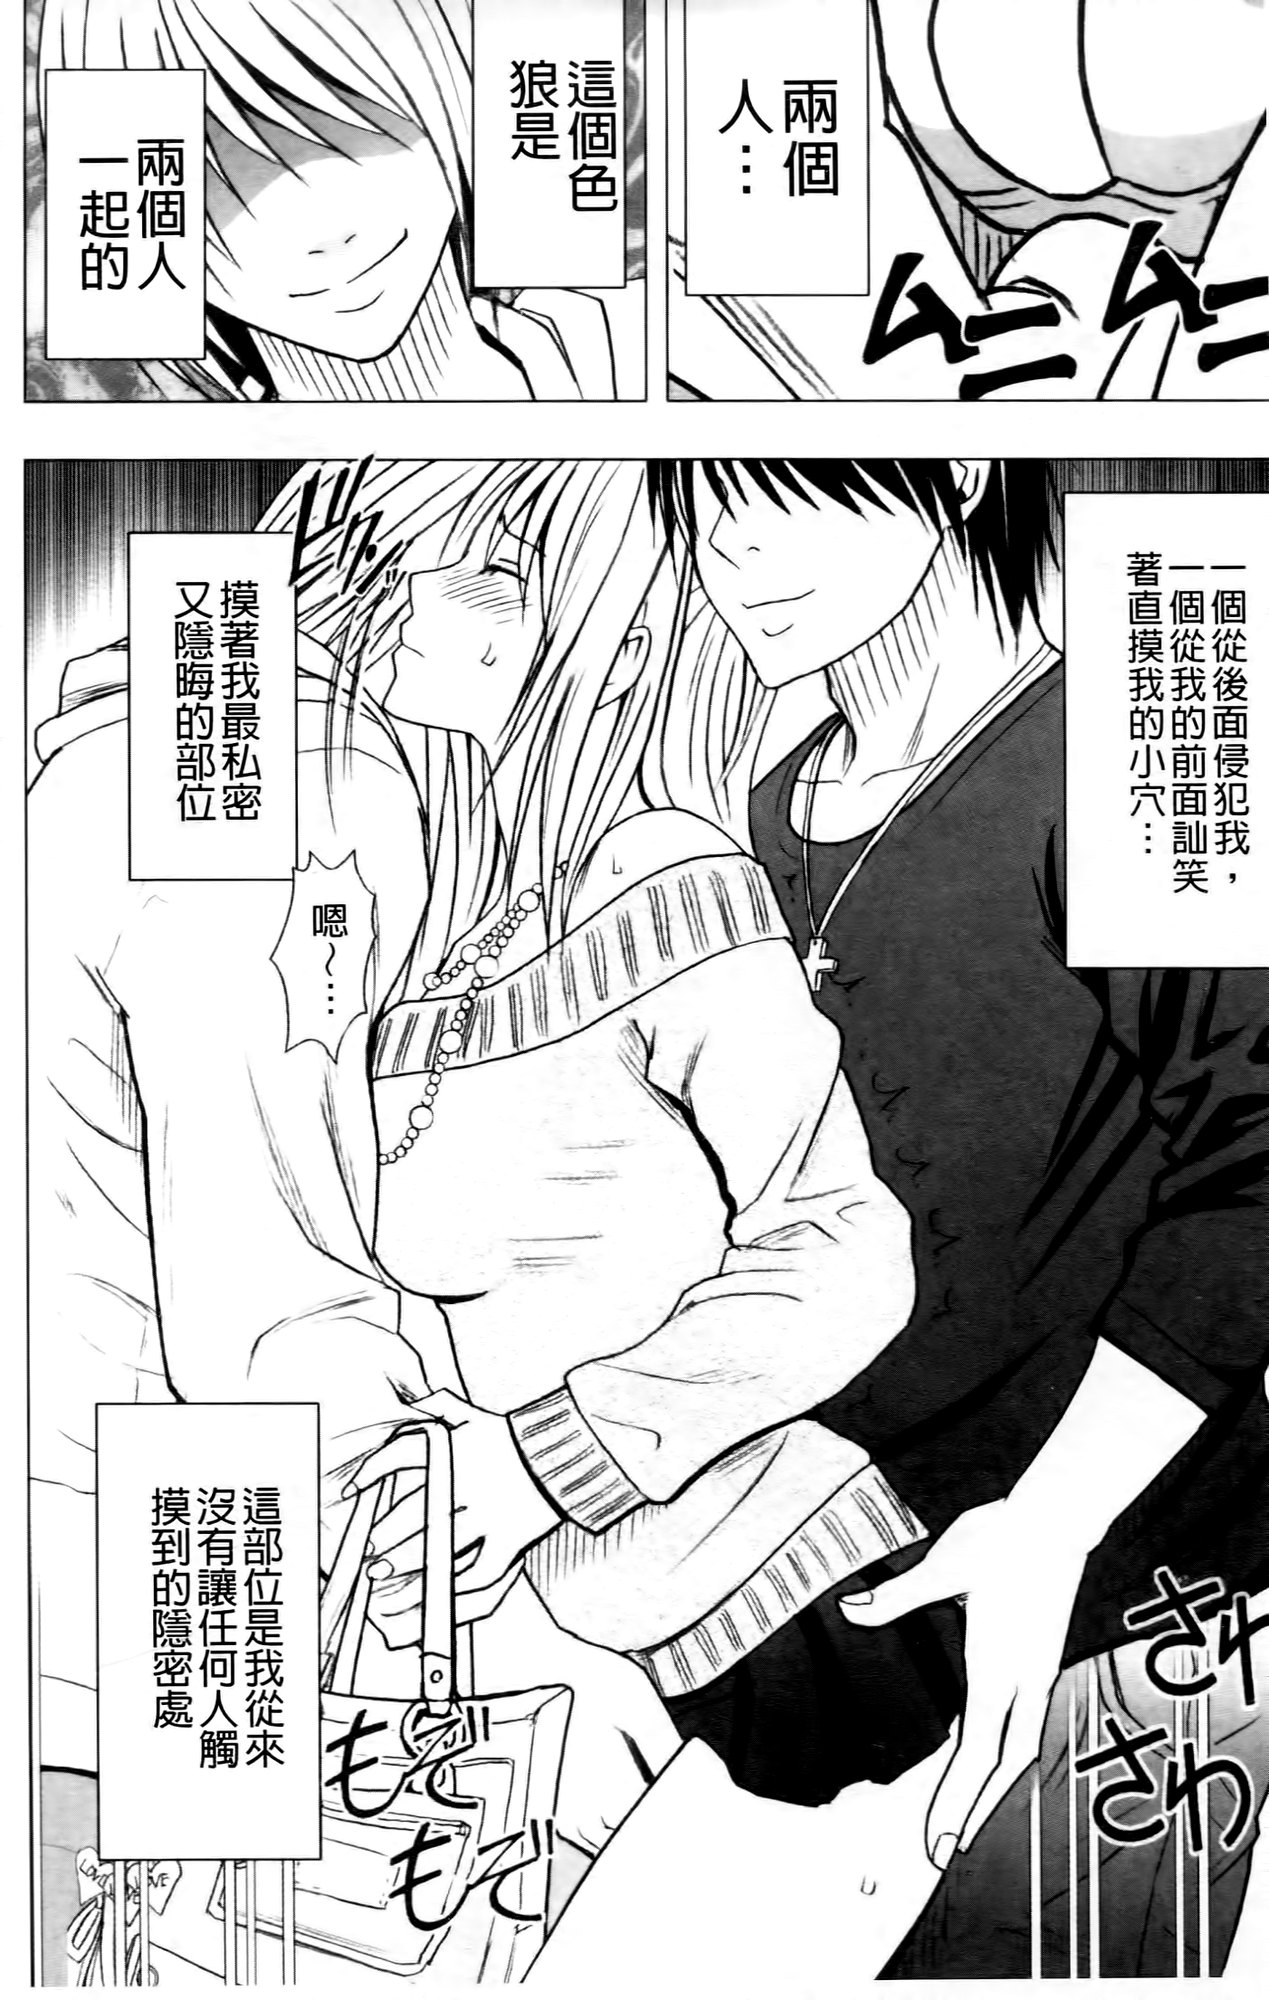 兩個
人…
ムニ
ムニ
這個色
狼是
兩個人
一起的
一個從後面侵犯我，
一個從我的前面訕笑
著直摸我的小穴…
ビクッ
摸著我最私密
又隱晦的部位
嗯～…
さわ
さわ
もぞ
もぞ
這部位是我從來
沒有讓任何人觸
摸到的隱密處
LOVE